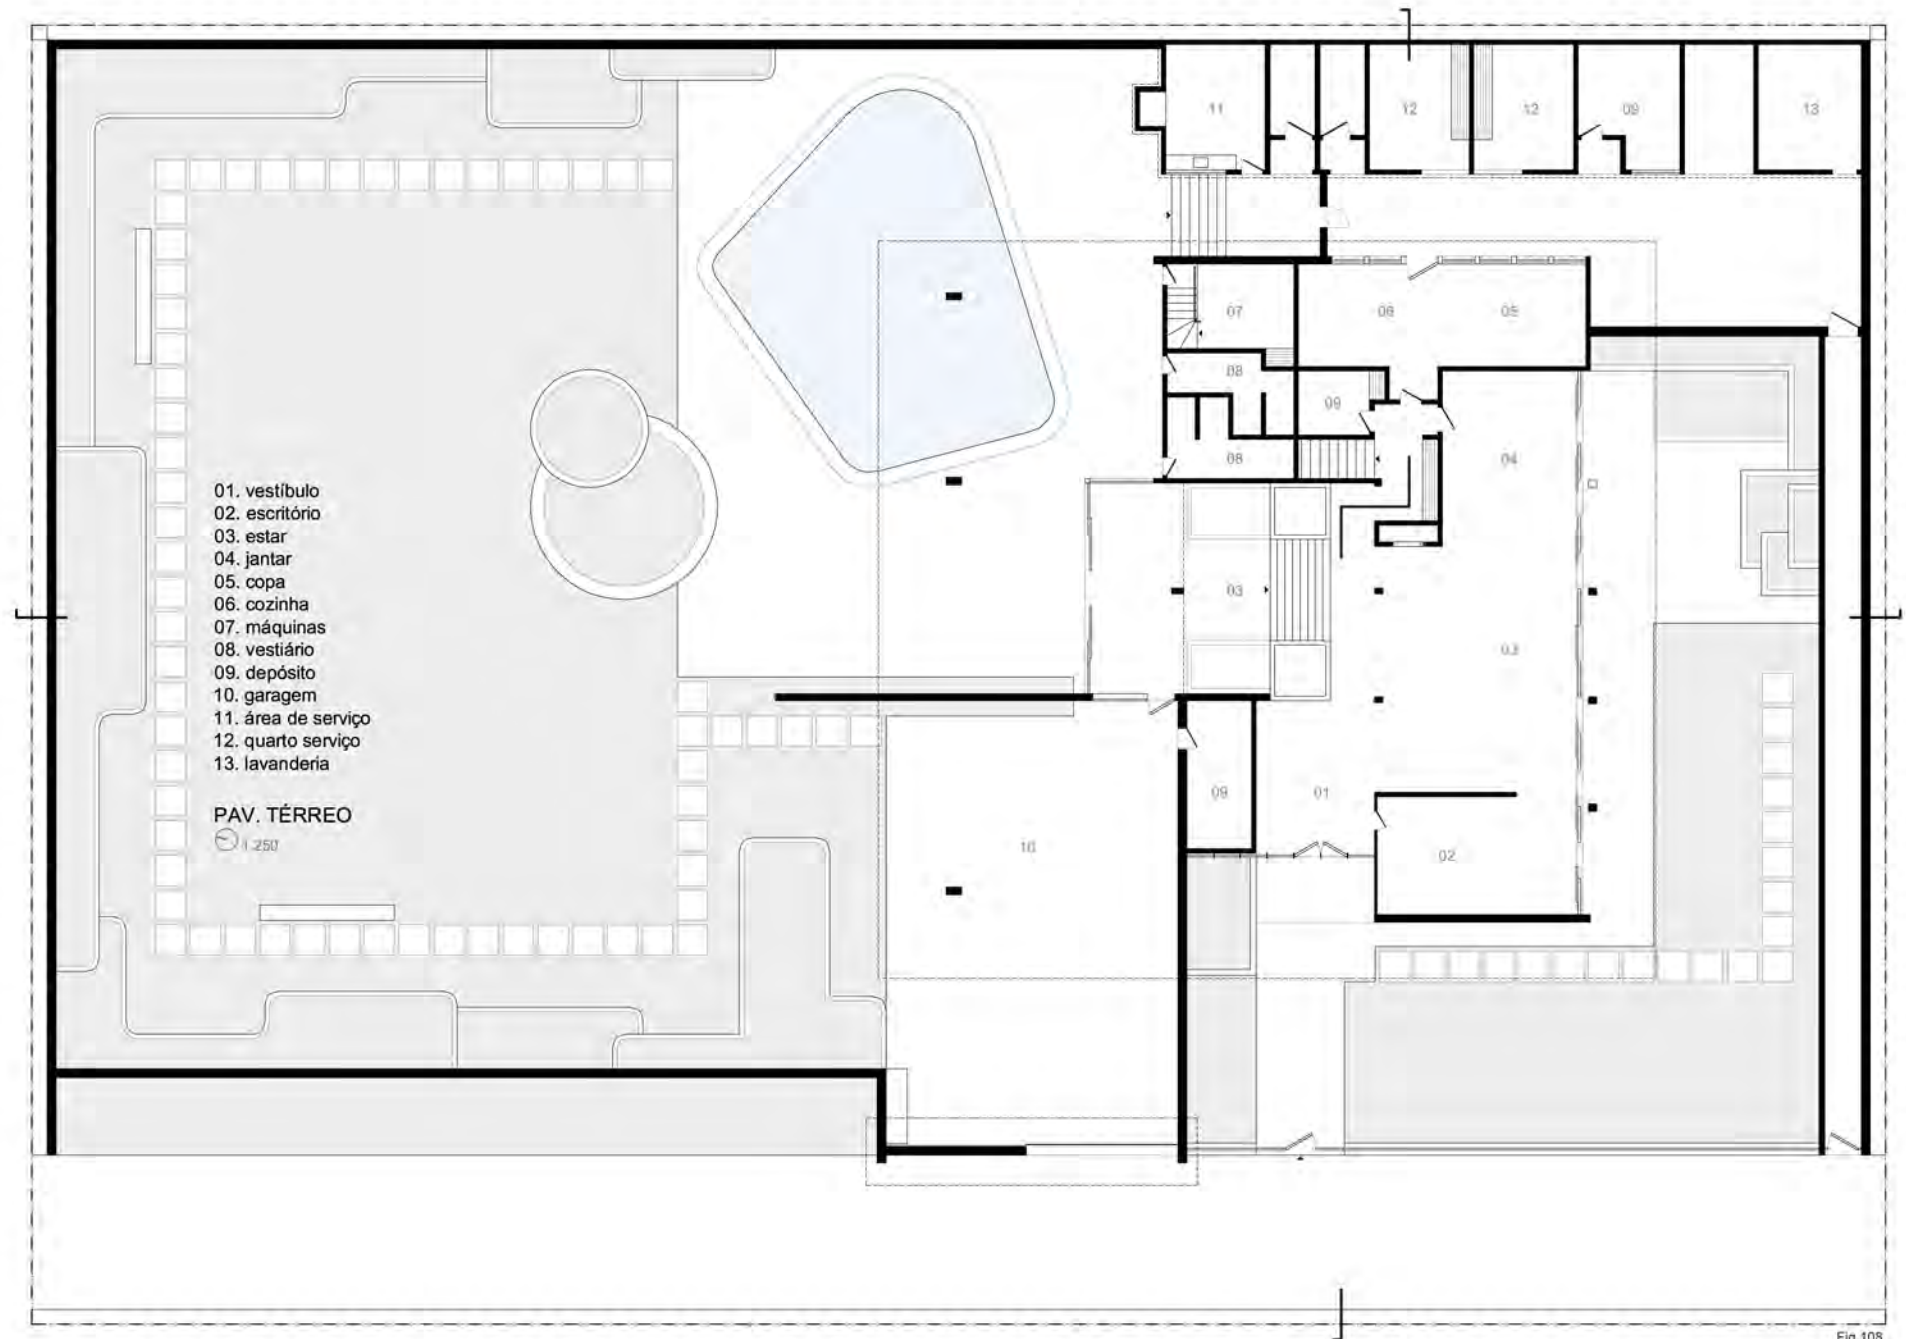 11
12
12
09
13
07
06
05
08
09
04
08
01. vestíbulo
02. escritório
03. estar
04. jantar
05. copa
06. cozinha
07. máquinas
08. vestiário
09. depósito
10. garagem
11. área de serviço
12. quarto serviço
13. lavanderia
03
03
PAV. TÉRREO
1.250
09
01
10
02
Fig.108